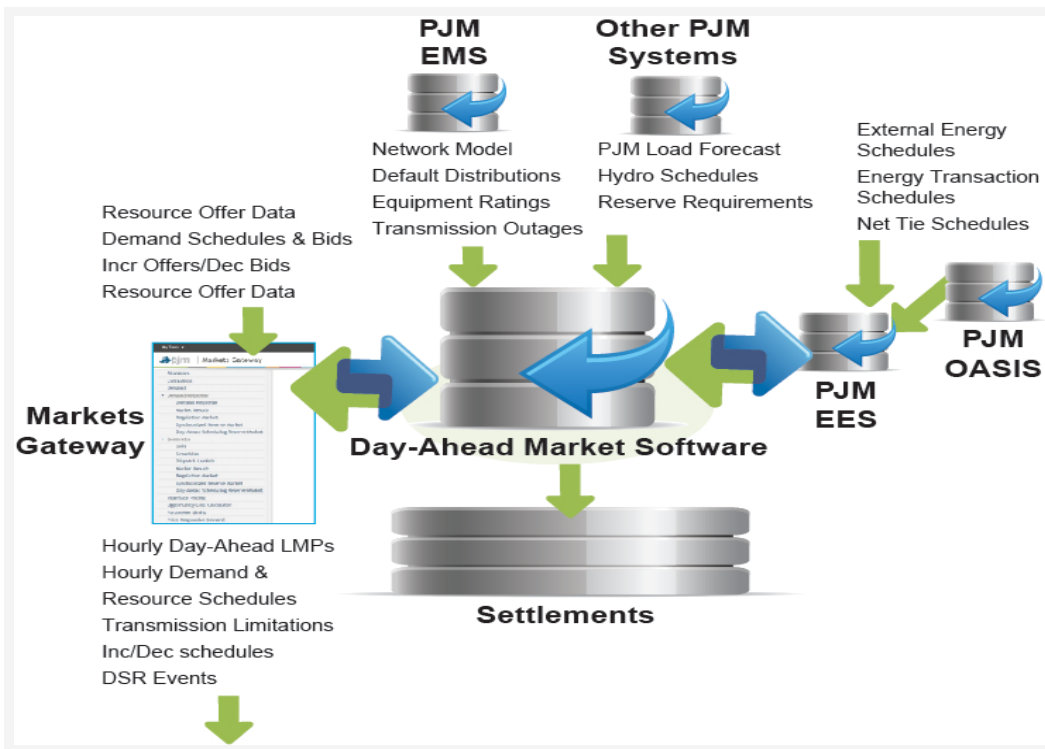 PJM
EMS
Other PJM
Systems
Network Model
Default Distributions
Equipment Ratings
Transmission Outages
PJM Load Forecast
Hydro Schedules
Reserve Requirements
External Energy
Schedules
Energy Transaction
Schedules
Net Tie Schedules
Resource Offer Data
Demand Schedules & Bids
Incr Offers/Dec Bids
Resource Offer Data
PJM
OASIS
PJM
EES
pjm Markets Gateway
Markets
Gateway
Day-Ahead Market Software
Settlements
Hourly Day-Ahead LMPs
Hourly Demand &
Resource Schedules
Transmission Limitations
Inc/Dec schedules
DSR Events